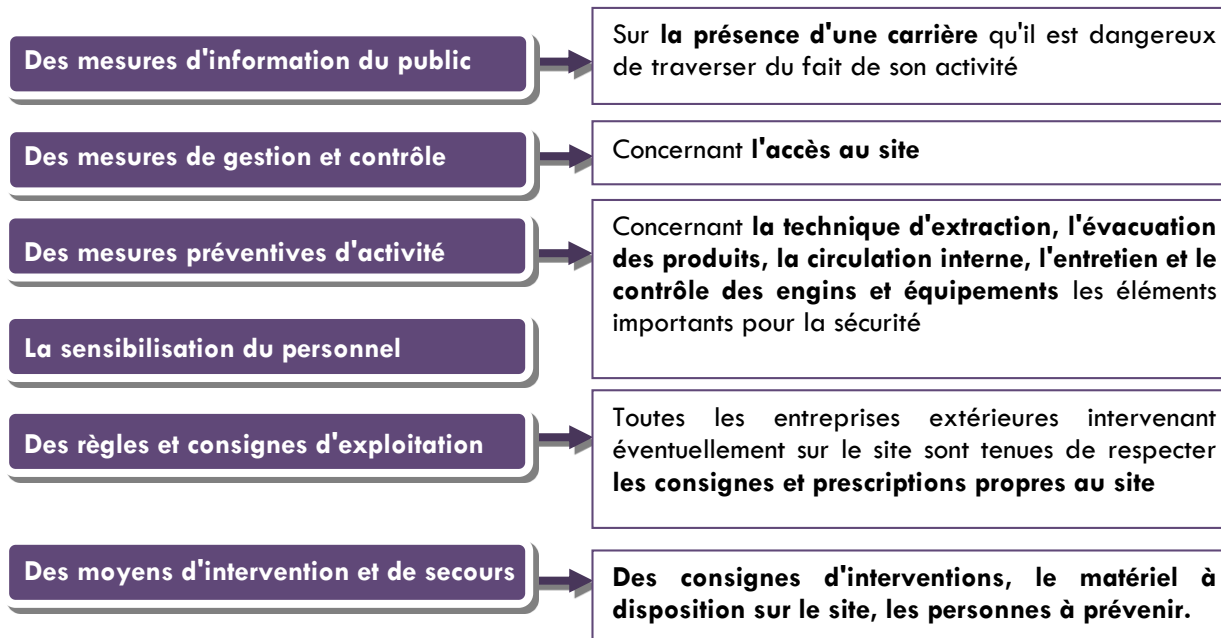 Des mesures d'information du public
Sur la présence d'une carrière qu'il est dangereux
de traverser du fait de son activité
Des mesures de gestion et contrôle
Concernant l'accès au site
Des mesures préventives d'activité
Concernant la technique d'extraction, l'évacuation
des produits, la circulation interne, l'entretien et le
contrôle des engins et équipements les éléments
importants pour la sécurité
La sensibilisation du personnel
Des règles et consignes d'exploitation
Toutes les entreprises extérieures intervenant
éventuellement sur le site sont tenues de respecter
les consignes et prescriptions propres au site
Des moyens d'intervention et de secours
Des consignes d'interventions, le matériel à
disposition sur le site, les personnes à prévenir.